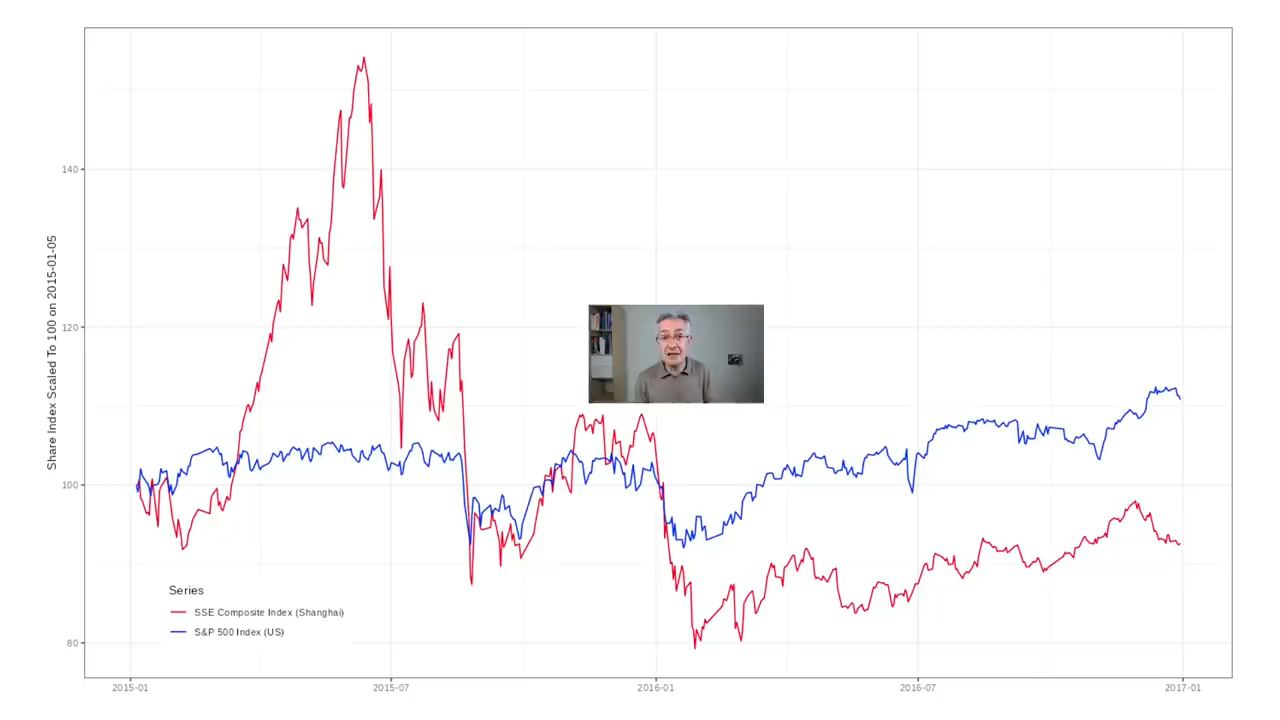 Share Index Scaled To 100 on 2015-01-05
140
120
100
80
Series
SSE Composite Index (Shanghai)
S&P 500 Index (US)
2015-01
2015-07
2016-01
2016-07
2017-01